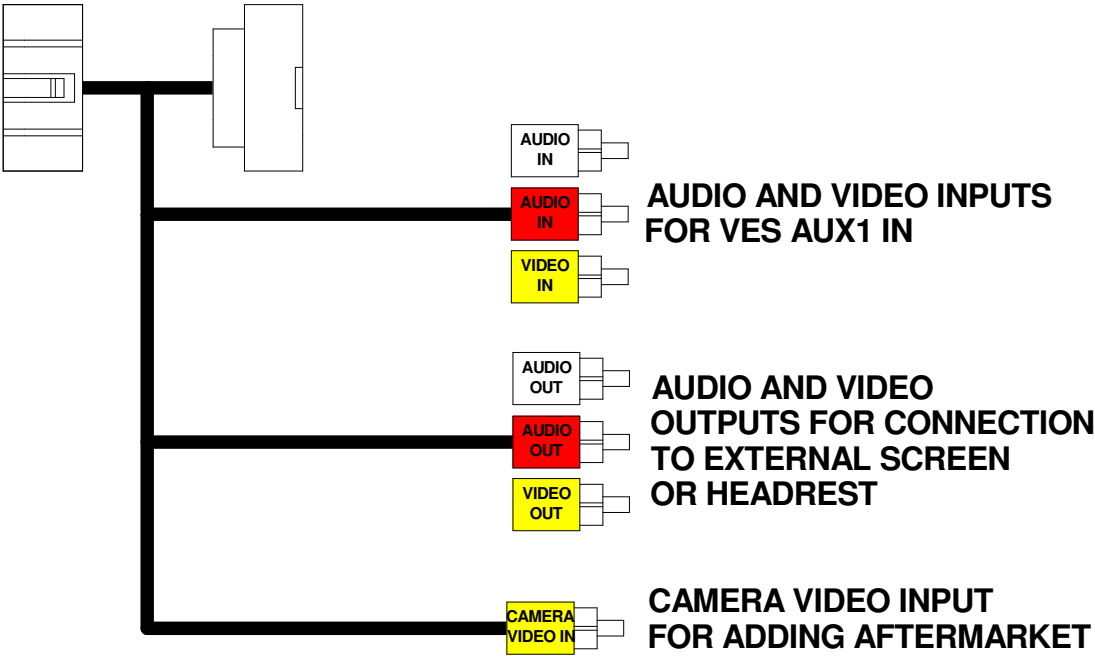 AUDIO
IN
AUDIO
IN
VIDEO
IN
AUDIO AND VIDEO INPUTS
FOR VES AUX1 IN
AUDIO
OUT
AUDIO
OUT
VIDEO
OUT
AUDIO AND VIDEO
OUTPUTS FOR CONNECTION
TO EXTERNAL SCREEN
OR HEADREST
CAMERA
VIDEO IN
CAMERA VIDEO INPUT
FOR ADDING AFTERMARKET